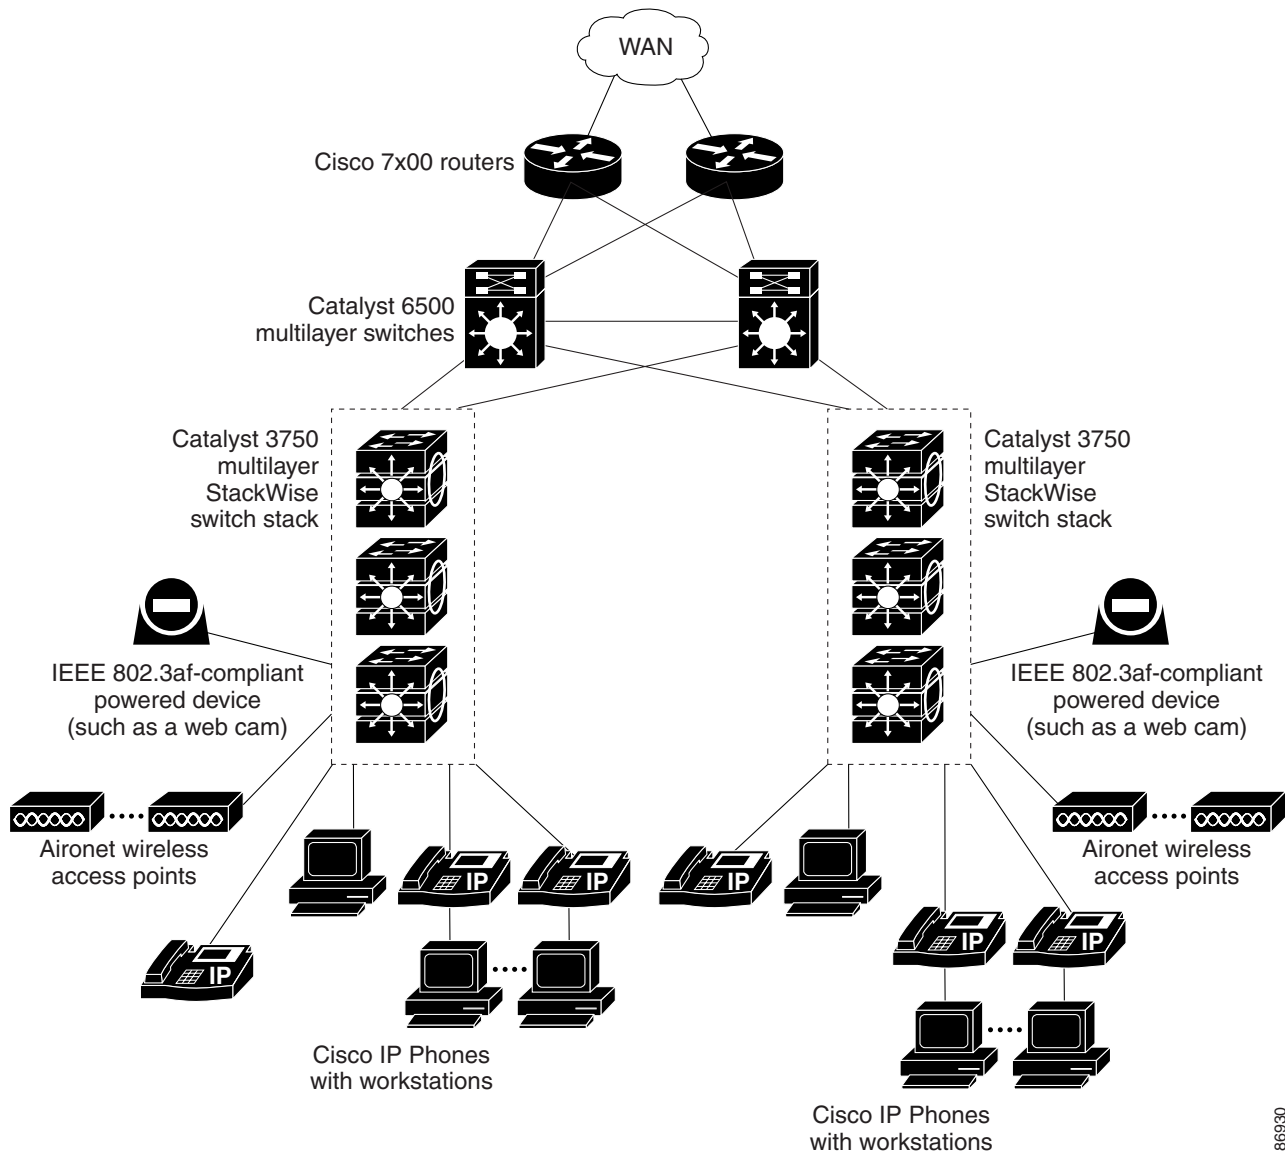 WAN
Cisco 7x00 routers
Catalyst 6500
multilayer switches
Catalyst 3750
multilayer
StackWise
switch stack
Catalyst 3750
multilayer
StackWise
switch stack
IEEE 802.3af-compliant
powered device
(such as a web cam)
IEEE 802.3af-compliant
powered device
(such as a web cam)
Aironet wireless
access points
Aironet wireless
access points
IP
IP
IP
IP
IP
IP
Cisco IP Phones
with workstations
Cisco IP Phones
with workstations
86930